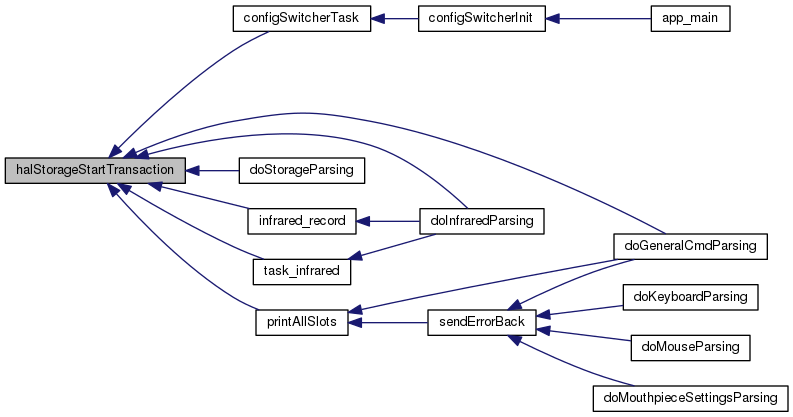 configSwitcherTask
configSwitcherInit
app_main
halStorageStartTransaction
doStorageParsing
infrared_record
doInfraredParsing
task_infrared
doGeneralCmdParsing
printAllSlots
sendErrorBack
doKeyboardParsing
doMouseParsing
doMouthpieceSettingsParsing